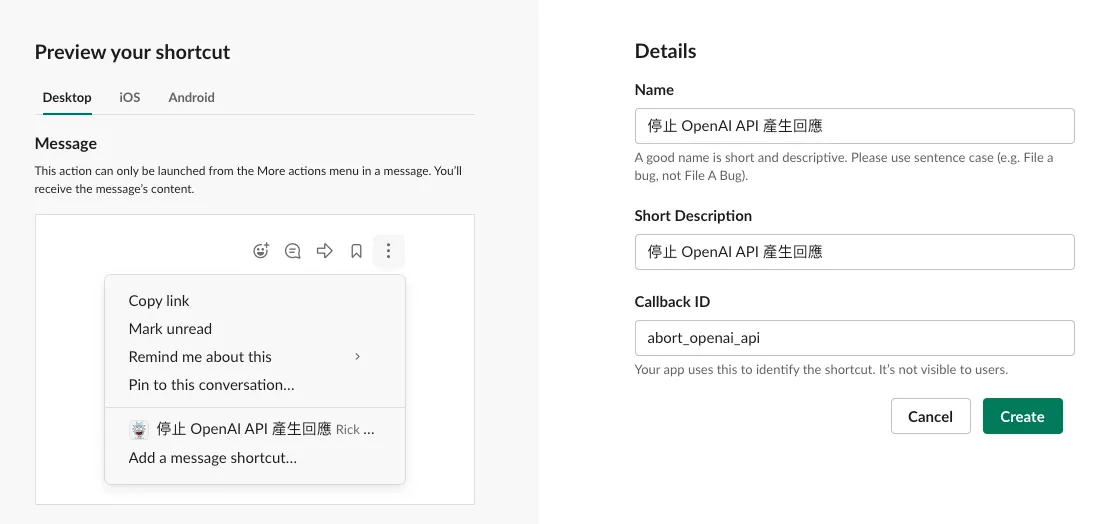 Preview your shortcut
Desktop
iOS
Android
Message
This action can only be launched from the More actions menu in a message. You'll
receive the message's content.
Copy link
Mark unread
Remind me about this
Pin to this conversation...
停止 OpenAI API 產生回應 Rick ...
Add a message shortcut...
Details
Name
停止 OpenAI API 產生回應
A good name is short and descriptive. Please use sentence case (e.g. File a
bug, not File A Bug).
Short Description
停止 OpenAI API 產生回應
Callback ID
abort_openai_api
Your app uses this to identify the shortcut. It's not visible to users.
Cancel
Create